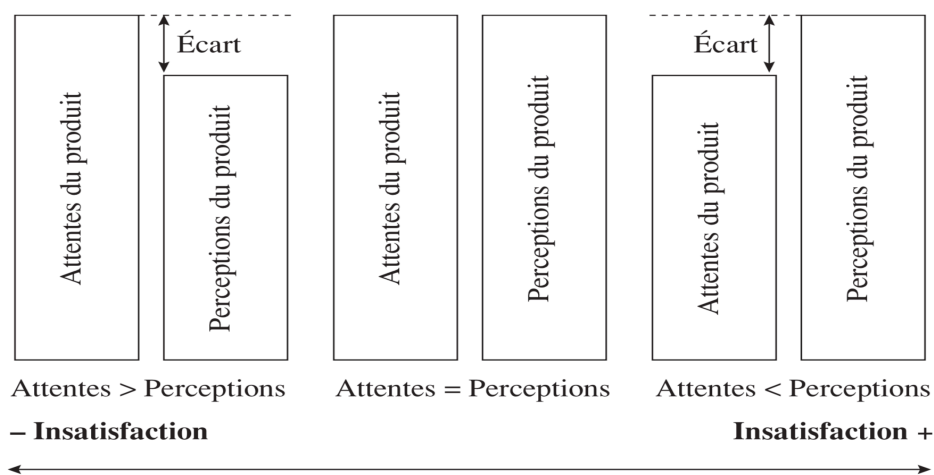 Écart
Attentes du produit
Perceptions du produit
Attentes > Perceptions
Attentes du produit
Perceptions du produit
Attentes = Perceptions
Écart
Attentes du produit
Perceptions du produit
Attentes < Perceptions
– Insatisfaction
Insatisfaction +